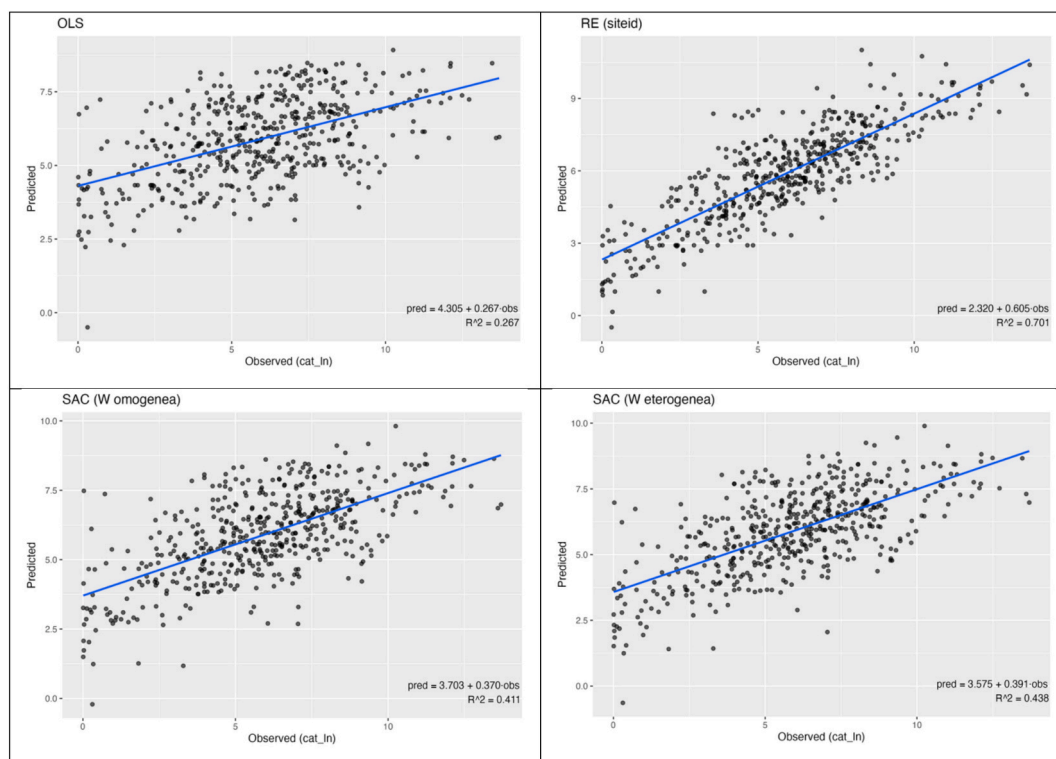 OLS
7.5
5.0
2.5
0.0
Predicted
pred = 4.305 + 0.267·obs
R^2 = 0.267
0
5
10
Observed (cat_ln)
RE (siteid)
9
6
3
0
Predicted
pred = 2.320 + 0.605·obs
R^2 = 0.701
0
5
10
Observed (cat_ln)
SAC (W omogenea)
10.0
7.5
5.0
2.5
0.0
Predicted
pred = 3.703 + 0.370·obs
R^2 = 0.411
0
5
10
Observed (cat_ln)
SAC (W eterogenea)
10.0
7.5
5.0
2.5
0.0
Predicted
pred = 3.575 + 0.391·obs
R^2 = 0.438
0
5
10
Observed (cat_ln)